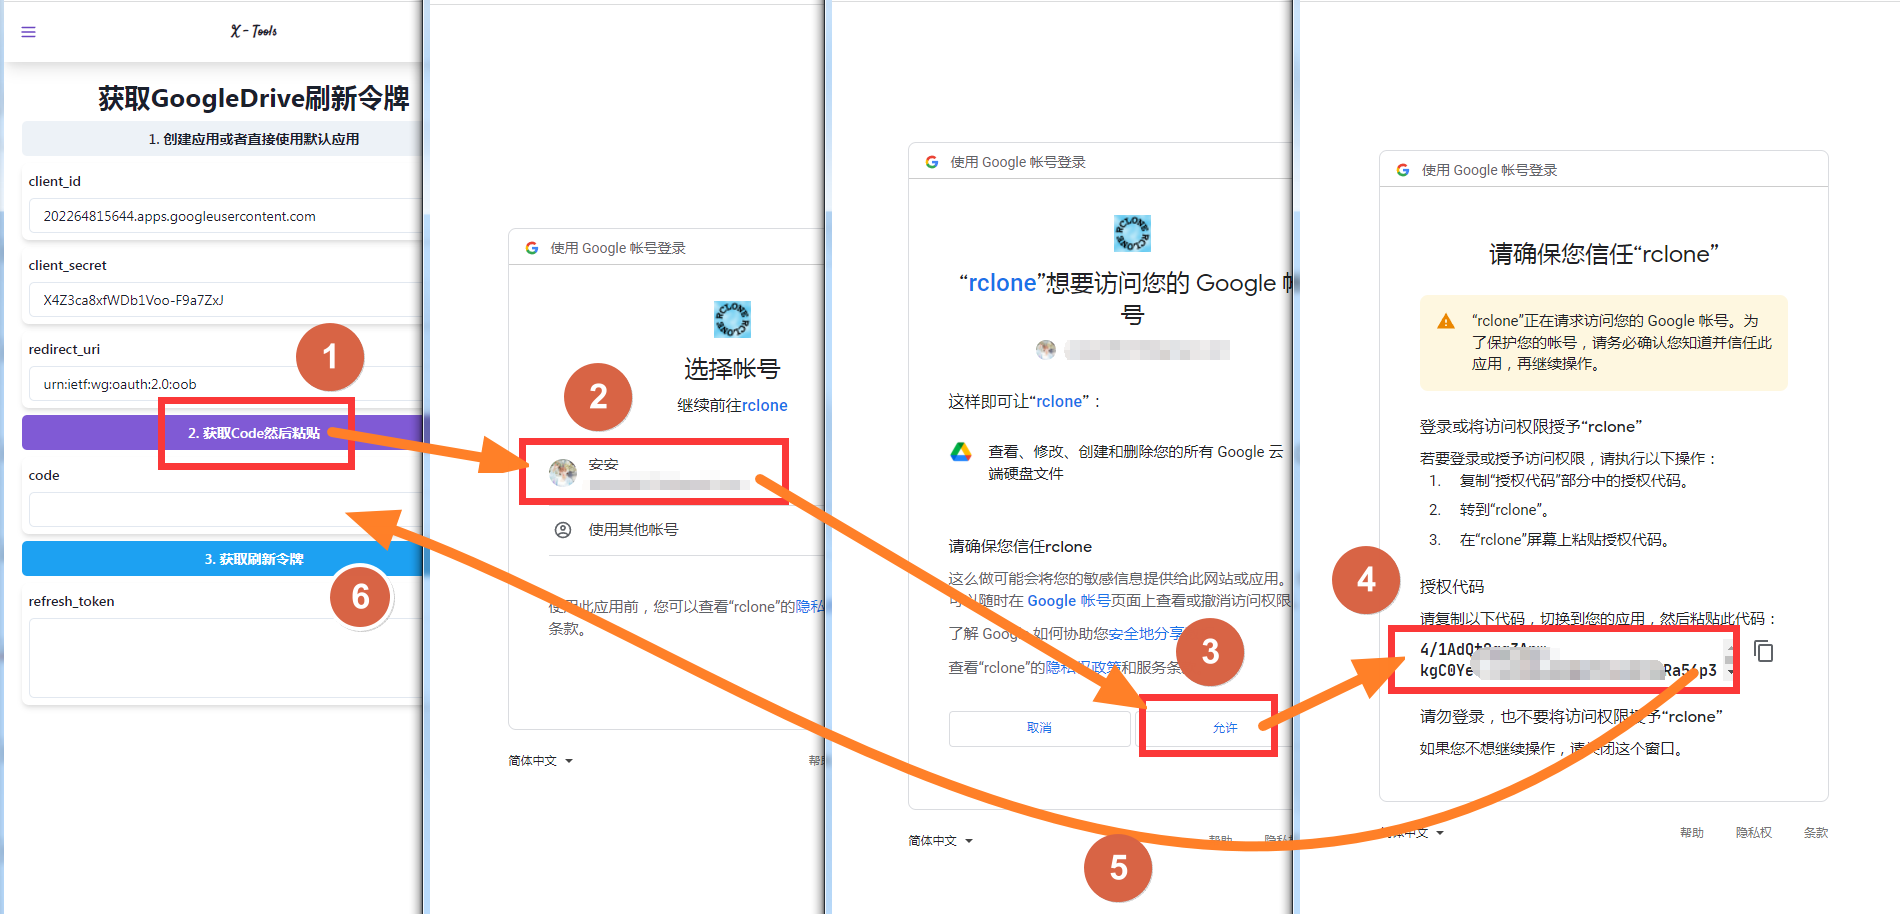 X - Tools
获取GoogleDrive刷新令牌
1. 创建应用或者直接使用默认应用
client_id
202264815644.apps.googleusercontent.com
client_secret
X4Z3ca8xfWDb1Voo-F9a7ZxJ
redirect_uri
urn:ietf:wg:oauth:2.0:oob
1
2. 获取Code然后粘贴
code
3. 获取刷新令牌
6
refresh_token
使用 Google 帐号登录
RCLONE RCLONE
选择帐号
继续前往rclone
2
安安
使用其他帐号
使用此应用前，您可以查看“rclone”的隐私
条款。
简体中文
帮助
使用 Google 帐号登录
RCLONE RCLONE
“rclone”想要访问您的 Google 帐
号
这样即可让“rclone”：
查看、修改、创建和删除您的所有 Google 云
端硬盘文件
请确保您信任rclone
这么做可能会将您的敏感信息提供给此网站或应用。
可以随时在 Google 帐号页面上查看或撤消访问权限
了解 Google 如何协助您安全地分享
查看“rclone”的隐私权政策和服务条
3
取消
允许
简体中文
帮助
隐私
5
使用 Google 帐号登录
请确保您信任“rclone”
“rclone”正在请求访问您的 Google 帐号。为
了保护您的帐号，请务必确认您知道并信任此
应用，再继续操作。
登录或将访问权限授予“rclone”
若要登录或授予访问权限，请执行以下操作：
1. 复制“授权代码”部分中的授权代码。
2. 转到“rclone”。
3. 在“rclone”屏幕上粘贴授权代码。
4
授权代码
请复制以下代码，切换到您的应用，然后粘贴此代码：
4/1AdQt
kgC0Ye Ra56p3
请勿登录，也不要将访问权限授予“rclone”
如果您不想继续操作，请关闭这个窗口。
简体中文
帮助
隐私权
条款